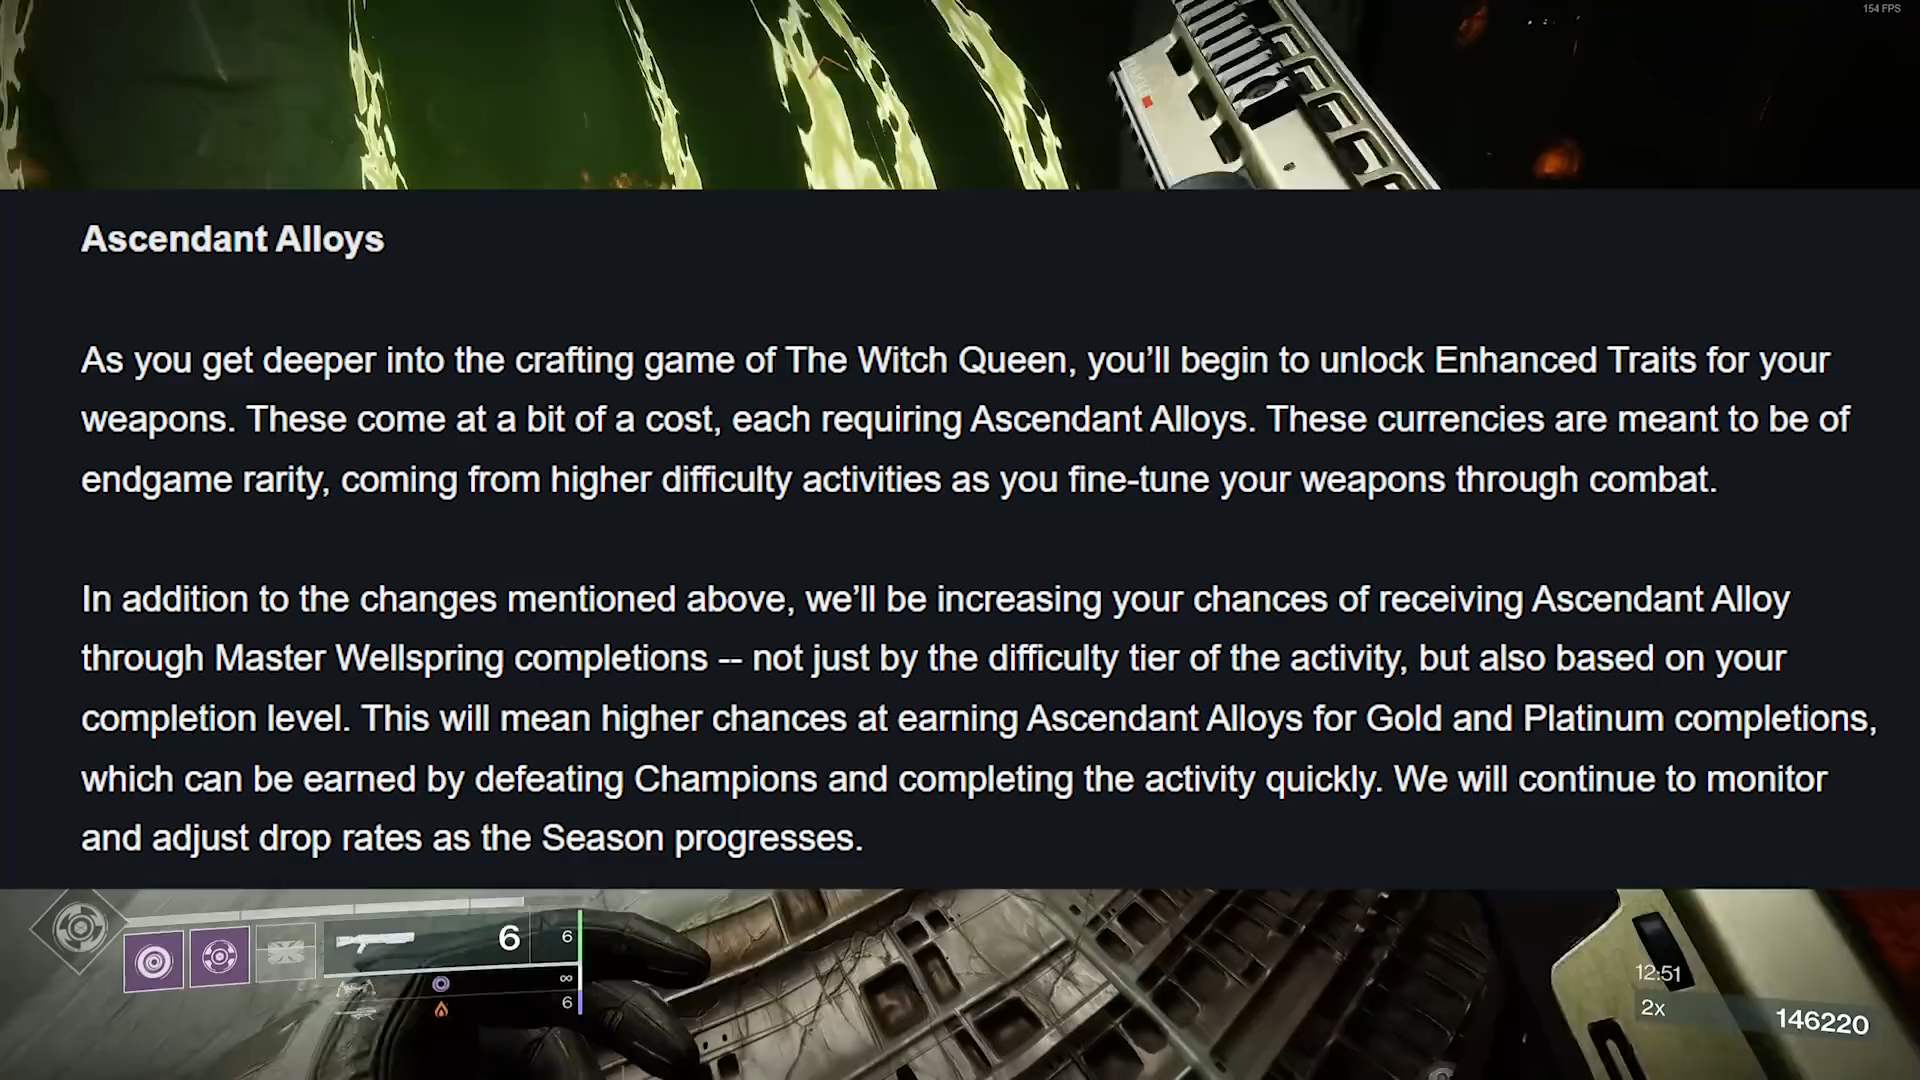 154 FPS
Ascendant Alloys
As you get deeper into the crafting game of The Witch Queen, you’ll begin to unlock Enhanced Traits for your
weapons. These come at a bit of a cost, each requiring Ascendant Alloys. These currencies are meant to be of
endgame rarity, coming from higher difficulty activities as you fine-tune your weapons through combat.
In addition to the changes mentioned above, we’ll be increasing your chances of receiving Ascendant Alloy
through Master Wellspring completions -- not just by the difficulty tier of the activity, but also based on your
completion level. This will mean higher chances at earning Ascendant Alloys for Gold and Platinum completions,
which can be earned by defeating Champions and completing the activity quickly. We will continue to monitor
and adjust drop rates as the Season progresses.
6 6
∞
6
12:51
2x
146220